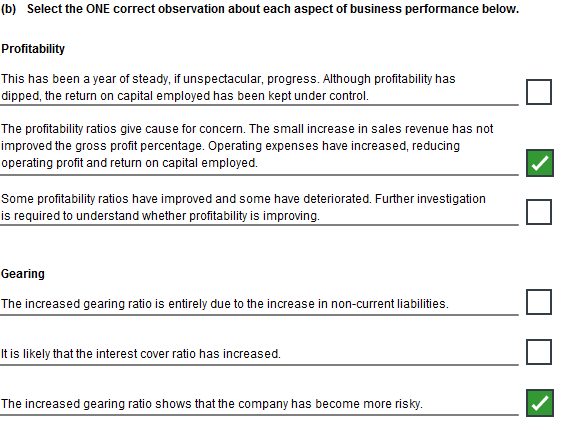 (b) Select the ONE correct observation about each aspect of business performance below.
Profitability
This has been a year of steady, if unspectacular, progress. Although profitability has
dipped, the return on capital employed has been kept under control.
The profitability ratios give cause for concern. The small increase in sales revenue has not
improved the gross profit percentage. Operating expenses have increased, reducing
operating profit and return on capital employed.
Some profitability ratios have improved and some have deteriorated. Further investigation
is required to understand whether profitability is improving.
Gearing
The increased gearing ratio is entirely due to the increase in non-current liabilities.
It is likely that the interest cover ratio has increased.
The increased gearing ratio shows that the company has become more risky.